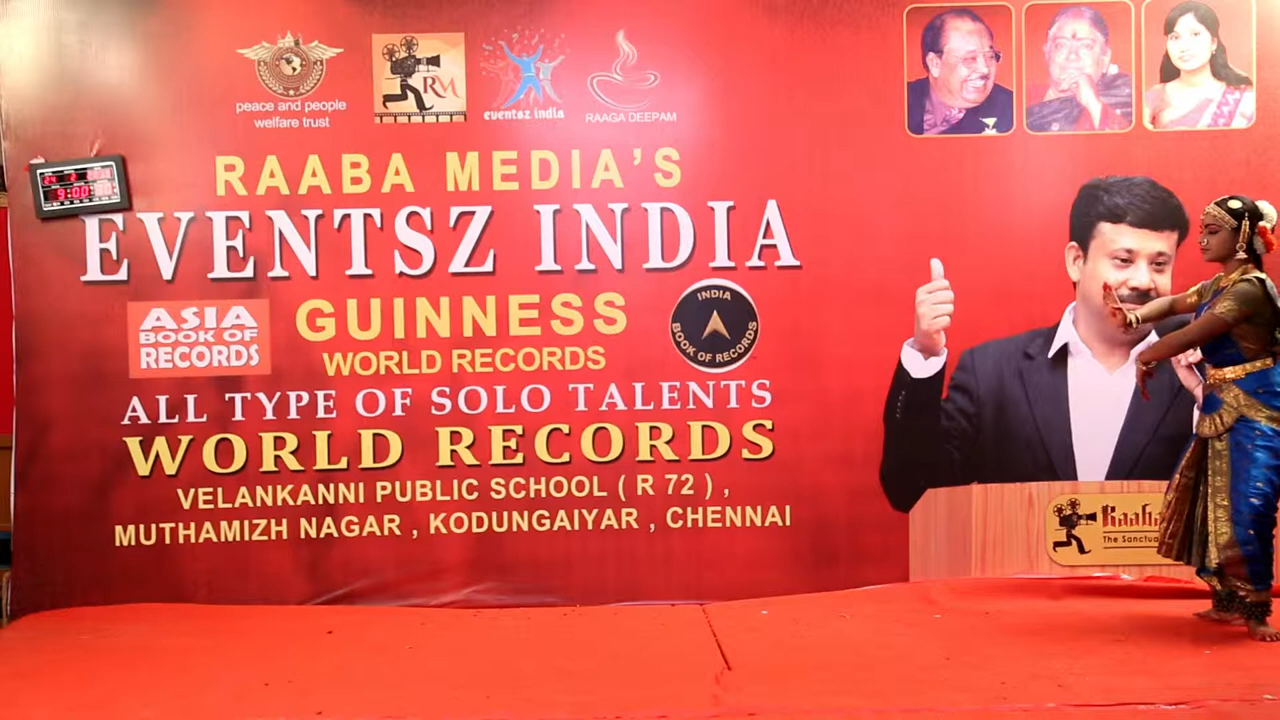 peace and people
welfare trust
RM
eventsz india
RAAGA DEEPAM
RAABA MEDIA'S
9:00
EVENTSZ INDIA
ASIA
BOOK OF
RECORDS
GUINNESS
WORLD RECORDS
INDIA
BOOK OF RECORDS
ALL TYPE OF SOLO TALENTS
WORLD RECORDS
VELANKANNI PUBLIC SCHOOL ( R 72 ) ,
MUTHAMIZH NAGAR , KODUNGAIYAR , CHENNAI
Raaba
The Sanctua